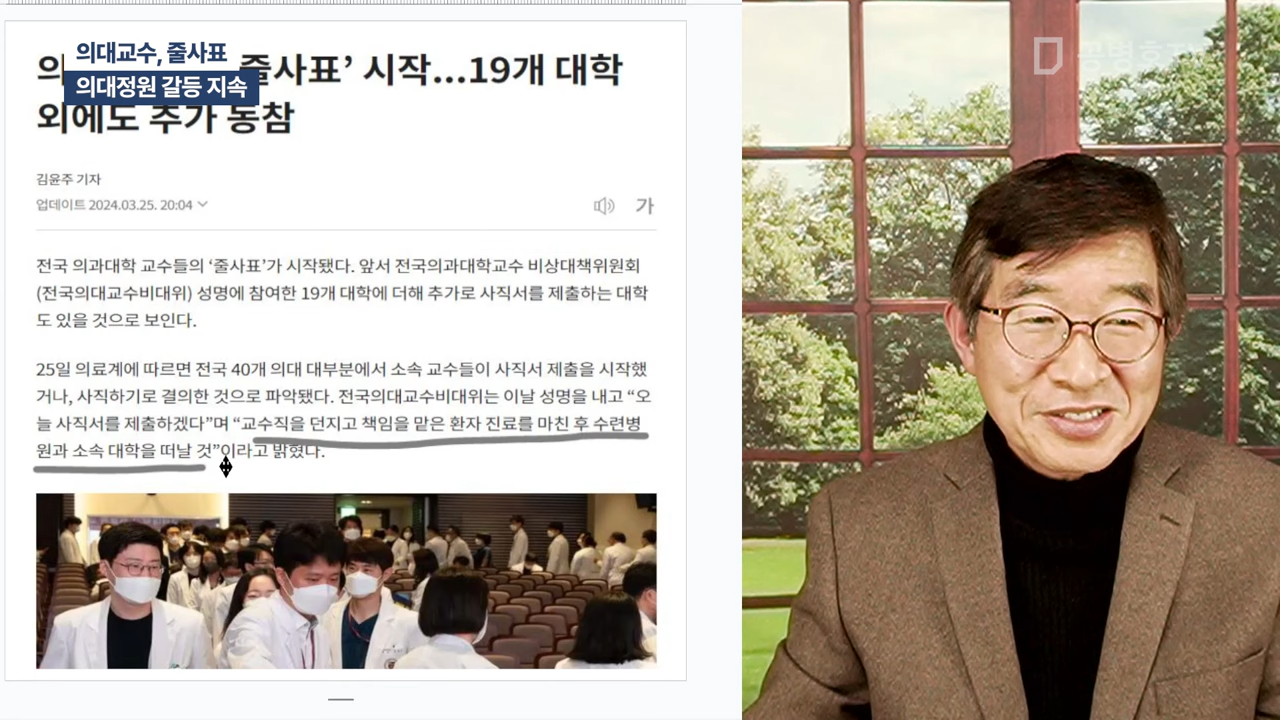 의대교수, 줄사표
의대정원 갈등 지속
줄사표’ 시작...19개 대학
외에도 추가 동참
김윤주 기자
업데이트 2024.03.25. 20:04
가
전국 의과대학 교수들의 ‘줄사표’가 시작됐다. 앞서 전국의과대학교수 비상대책위원회
(전국의대교수비대위) 성명에 참여한 19개 대학에 더해 추가로 사직서를 제출하는 대학
도 있을 것으로 보인다.
25일 의료계에 따르면 전국 40개 의대 대부분에서 소속 교수들이 사직서 제출을 시작했
거나, 사직하기로 결의한 것으로 파악됐다. 전국의대교수비대위는 이날 성명을 내고 “오
늘 사직서를 제출하겠다”며 “교수직을 던지고 책임을 맡은 환자 진료를 마친 후 수련병
원과 소속 대학을 떠날 것”이라고 밝혔다.